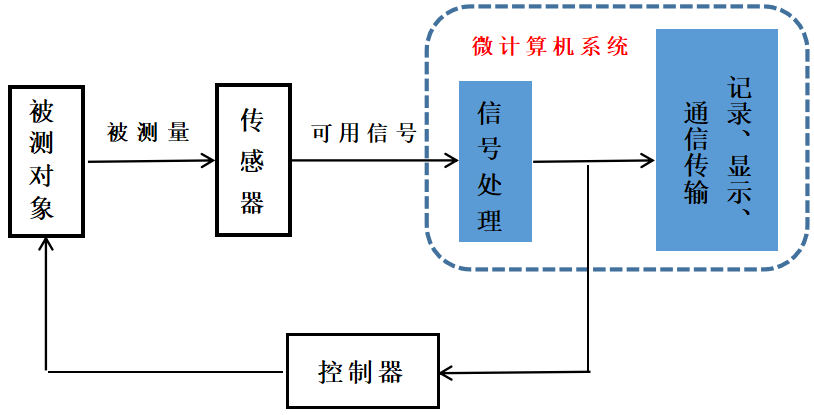 微计算机系统
被测对象
被测量
传感器
可用信号
信号处理
记录、显示、
通信传输
控制器